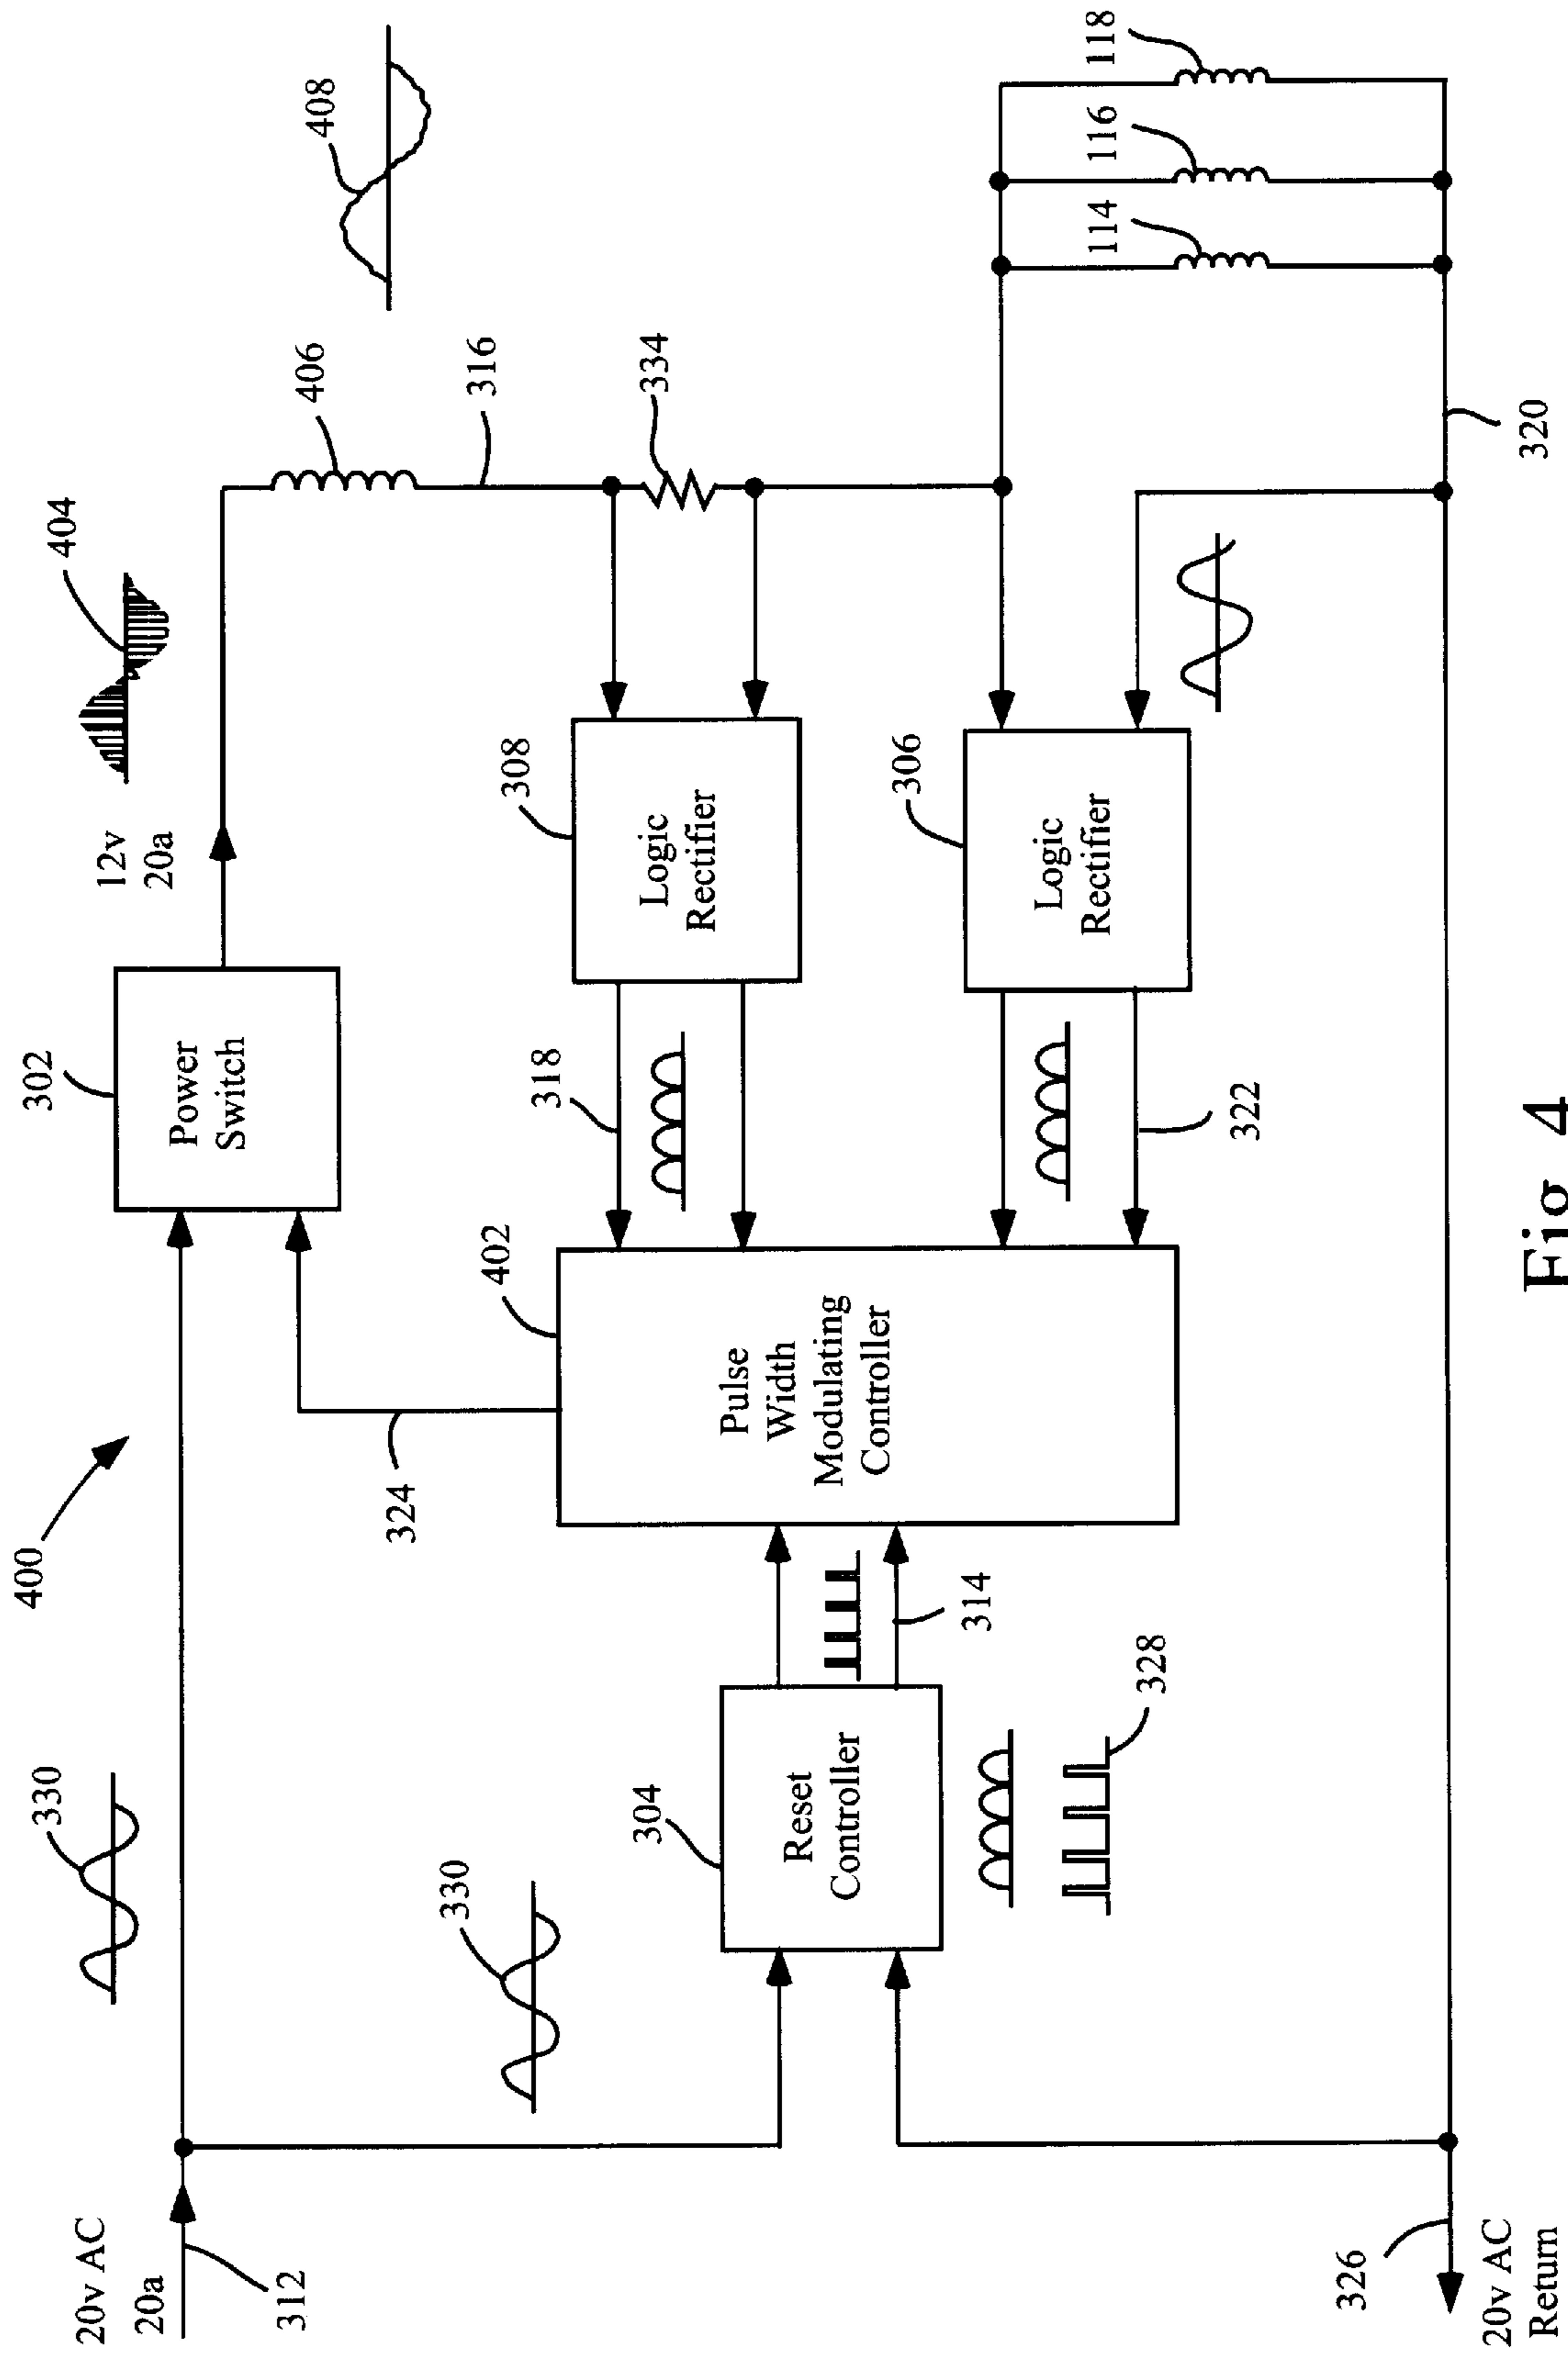 400
20v AC
20a
312
330
330
302
Power
Switch
12v
20a
404
406
408
316
334
324
402
Pulse
Width
Modulating
Controller
304
Reset
Controller
314
328
318
308
Logic
Rectifier
306
Logic
Rectifier
322
114
116
118
320
326
20v AC
Return
Fig. 4